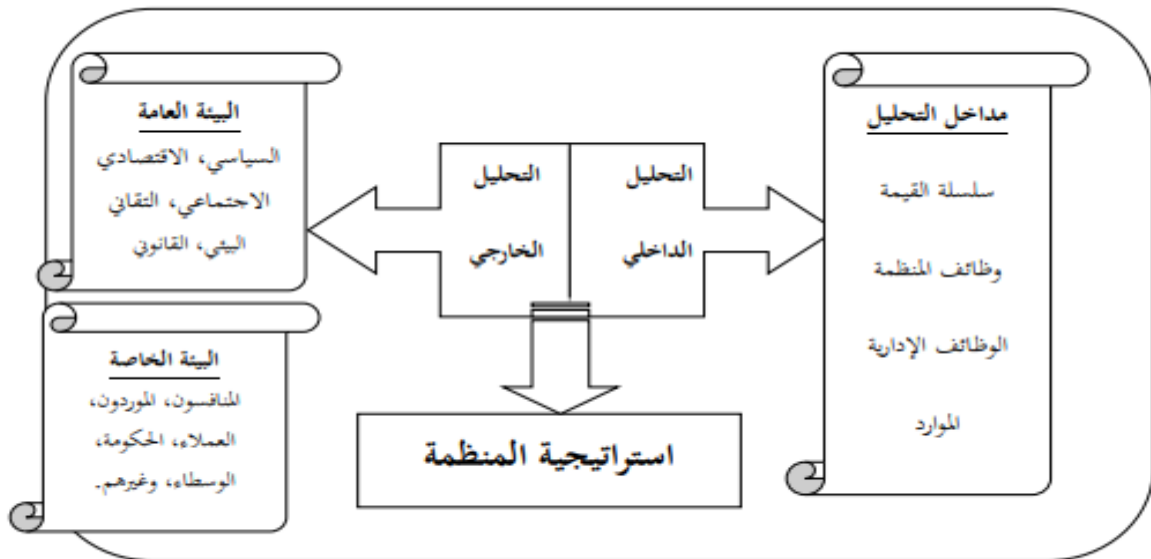 مداخل التحليل
سلسلة القيمة
وظائف المنظمة
الوظائف الإدارية
الموارد
التحليل
الداخلي
التحليل
الخارجي
البيئة العامة
السياسي، الاقتصادي
الاجتماعي، التقاني
البيئي، القانوني
البيئة الخاصة
المنافسون، الموردون،
العملاء، الحكومة،
الوسطاء، وغيرهم.
استراتيجية المنظمة